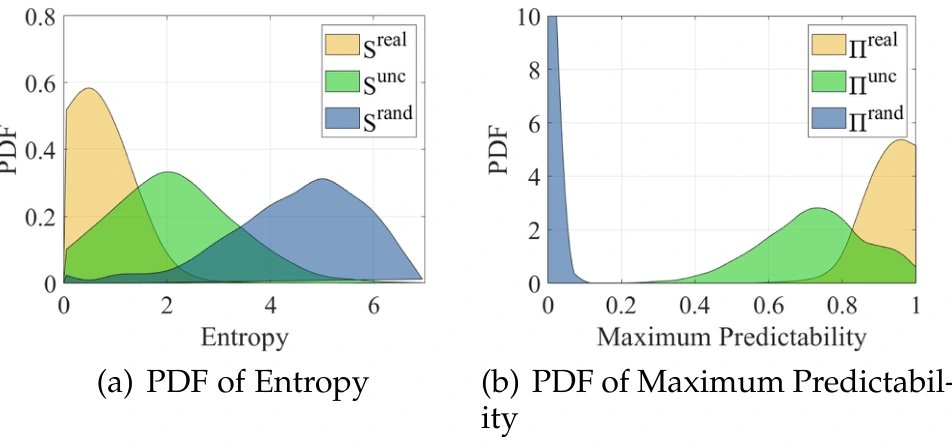 0.8
0.6
0.4
0.2
0
PDF
0 2 4 6
Entropy
S^real
S^unc
S^rand
(a) PDF of Entropy
10
8
6
4
2
0
PDF
0 0.2 0.4 0.6 0.8 1
Maximum Predictability
Π^real
Π^unc
Π^rand
(b) PDF of Maximum Predictabil-
ity